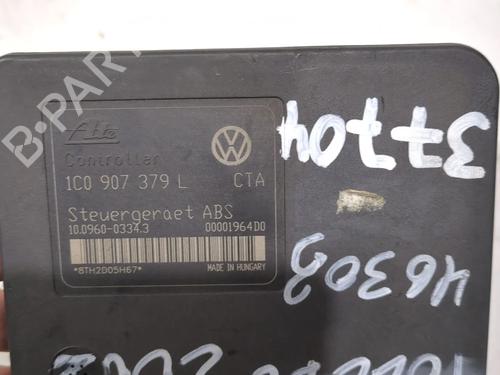 B-PARTS
Ate
Controller
1C0 907 379 L CTA
Steuergeraet ABS
10.0960-0334.3 00001964D0
*8TH2D05H67* MADE IN HUNGARY
37704
46303